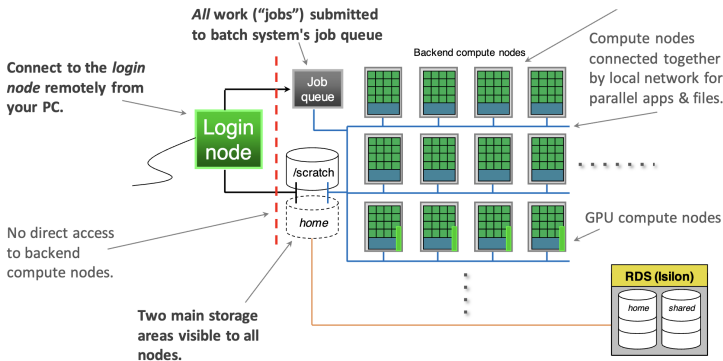 All work (“jobs”) submitted
to batch system's job queue
Backend compute nodes
Compute nodes
connected together
by local network for
parallel apps & files.
Connect to the login
node remotely from
your PC.
Job
queue
Login
node
/scratch
home
No direct access
to backend
compute nodes.
GPU compute nodes
Two main storage
areas visible to all
nodes.
RDS (Isilon)
home shared